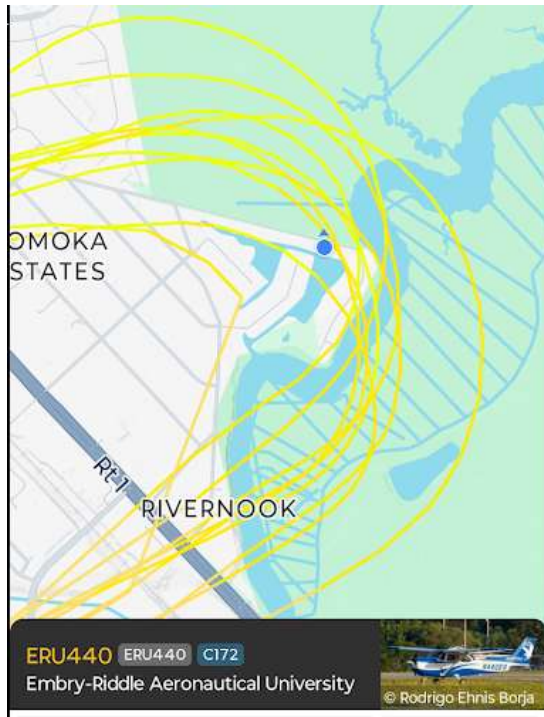 OMOKA
STATES
Rt 1
RIVERNOOK
ERU440 ERU440 C172
Embry-Riddle Aeronautical University
© Rodrigo Ehnis Borja